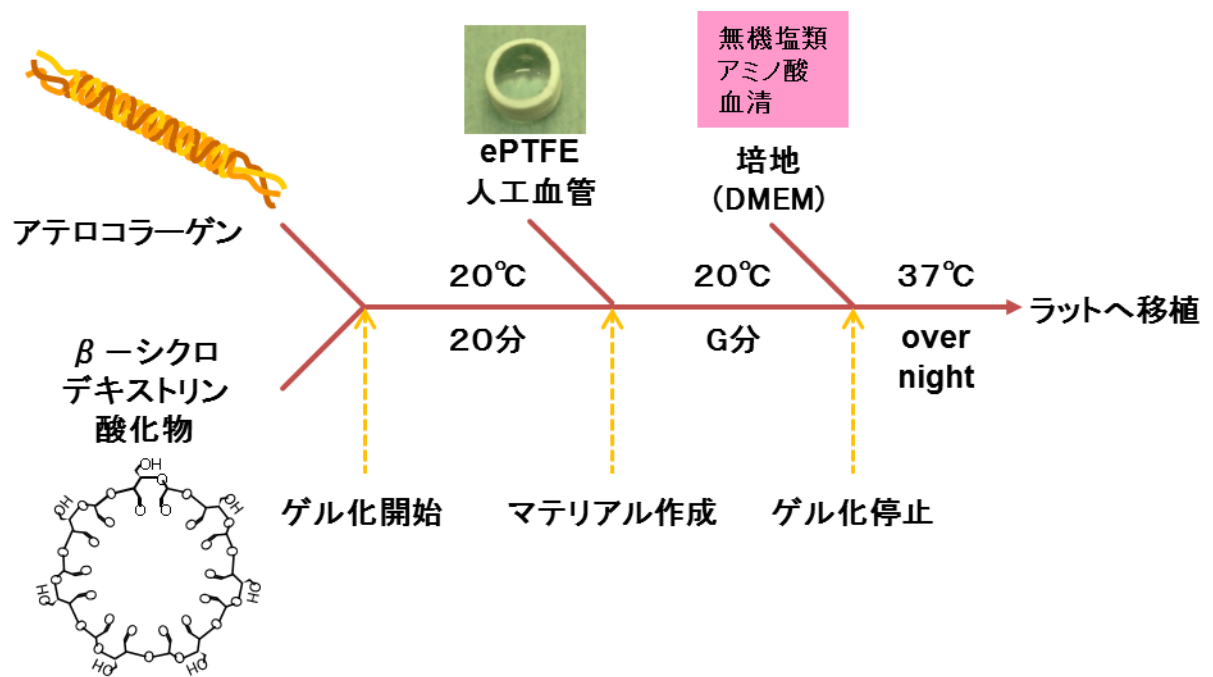 無機塩類
アミノ酸
血清
ePTFE
人工血管
培地
（DMEM）
アテロコラーゲン
20℃
20℃
37℃
ラットへ移植
20分
G分
over
night
β－シクロ
デキストリン
酸化物
ゲル化開始
マテリアル作成
ゲル化停止
OH
OH
OH
OH
HO
HO
HO